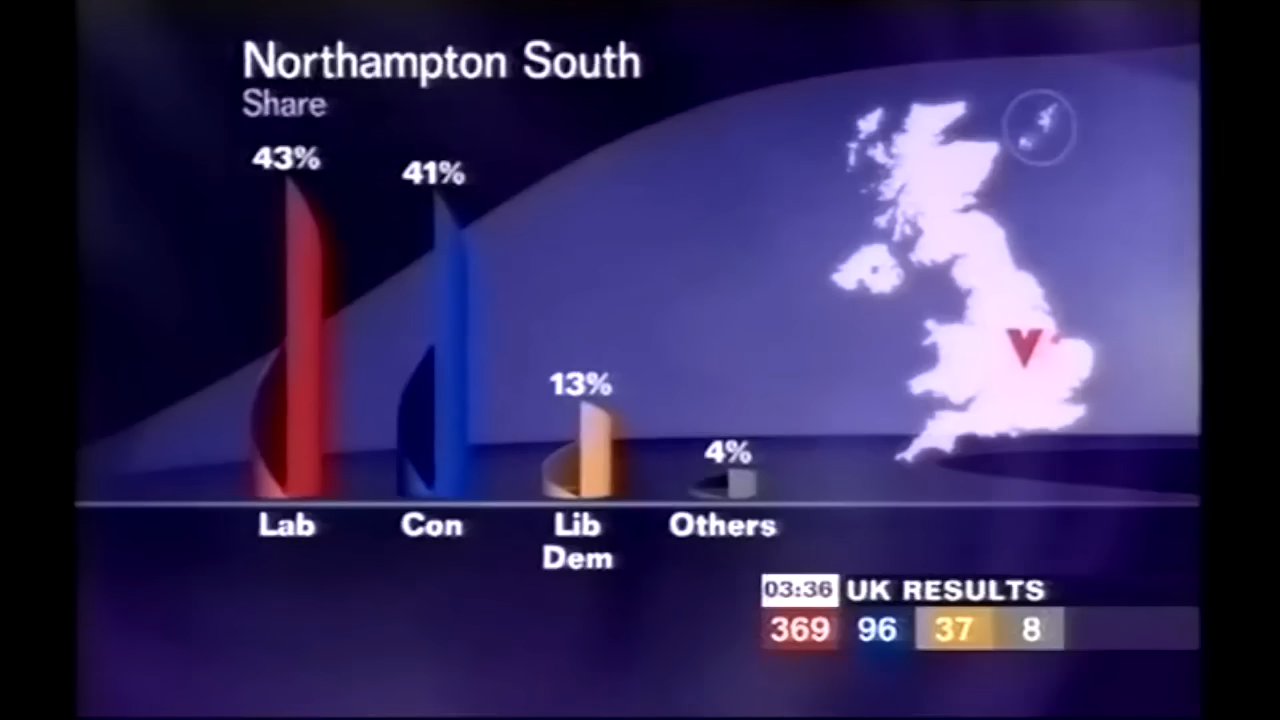 Northampton South
Share
43%
41%
13%
4%
Lab
Con
Lib
Dem
Others
03:36 UK RESULTS
369 96 37 8